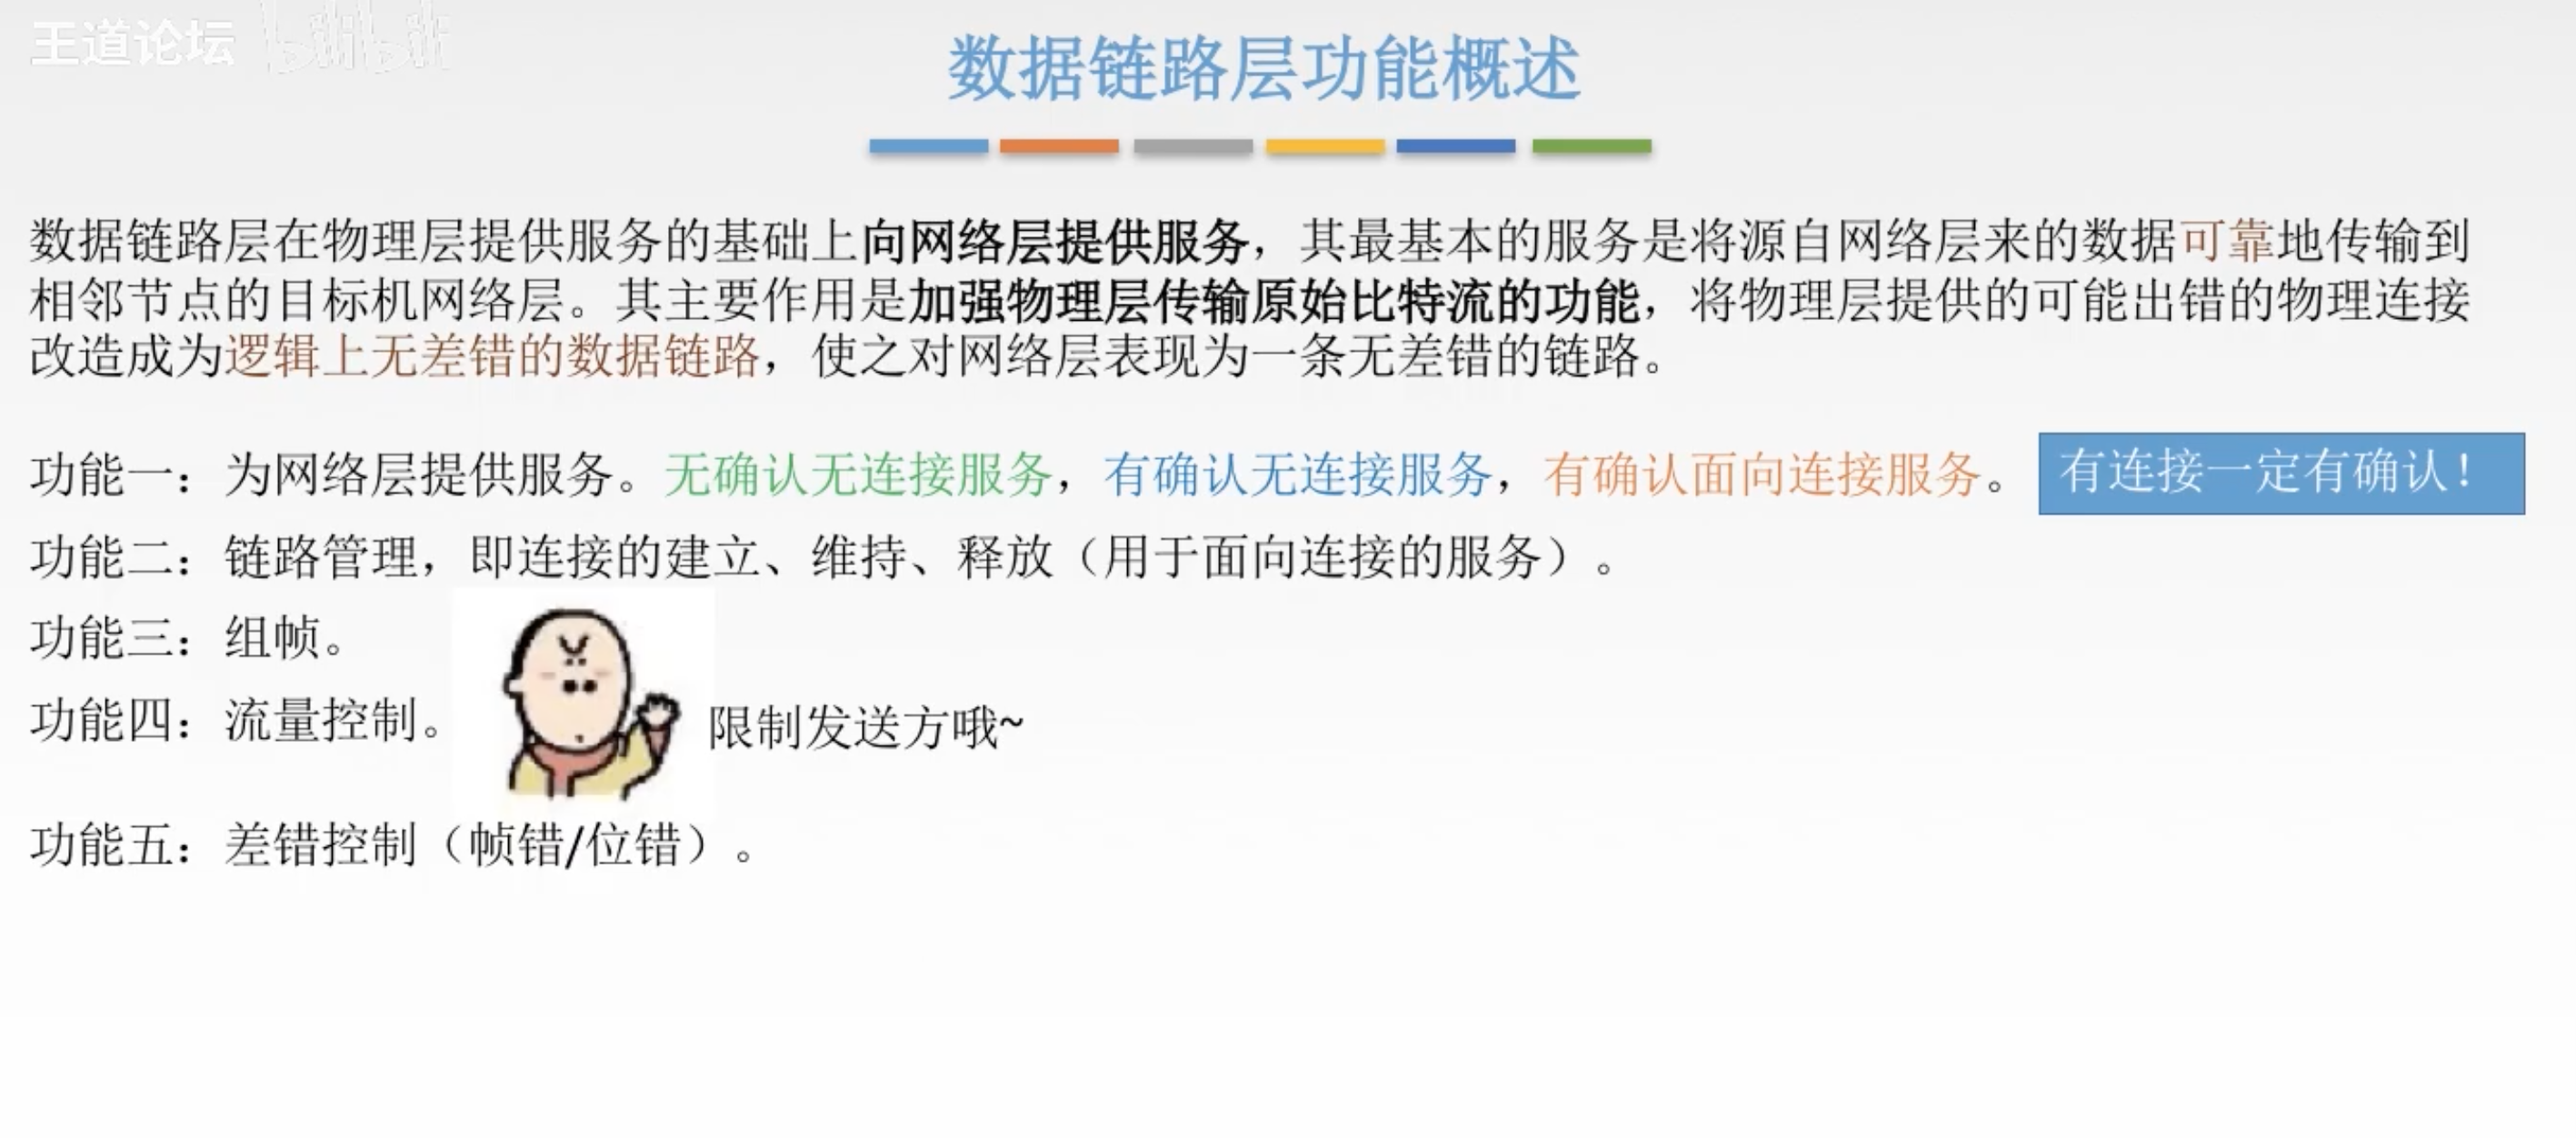 王道论坛 bilibili
数据链路层功能概述
数据链路层在物理层提供服务的基础上向网络层提供服务，其最基本的服务是将源自网络层来的数据可靠地传输到
相邻节点的目标机网络层。其主要作用是加强物理层传输原始比特流的功能，将物理层提供的可能出错的物理连接
改造成为逻辑上无差错的数据链路，使之对网络层表现为一条无差错的链路。
功能一：为网络层提供服务。无确认无连接服务，有确认无连接服务，有确认面向连接服务。 有连接一定有确认！
功能二：链路管理，即连接的建立、维持、释放（用于面向连接的服务）。
功能三：组帧。
功能四：流量控制。 限制发送方哦~
功能五：差错控制（帧错/位错）。